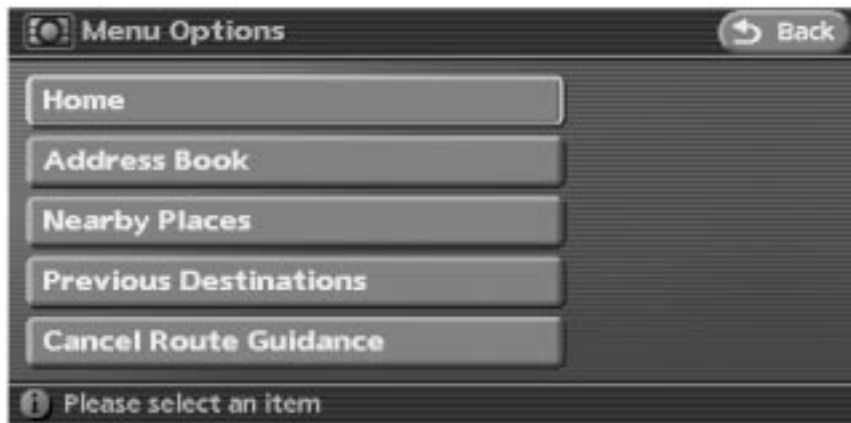 Menu Options
Back
Home
Address Book
Nearby Places
Previous Destinations
Cancel Route Guidance
Please select an item